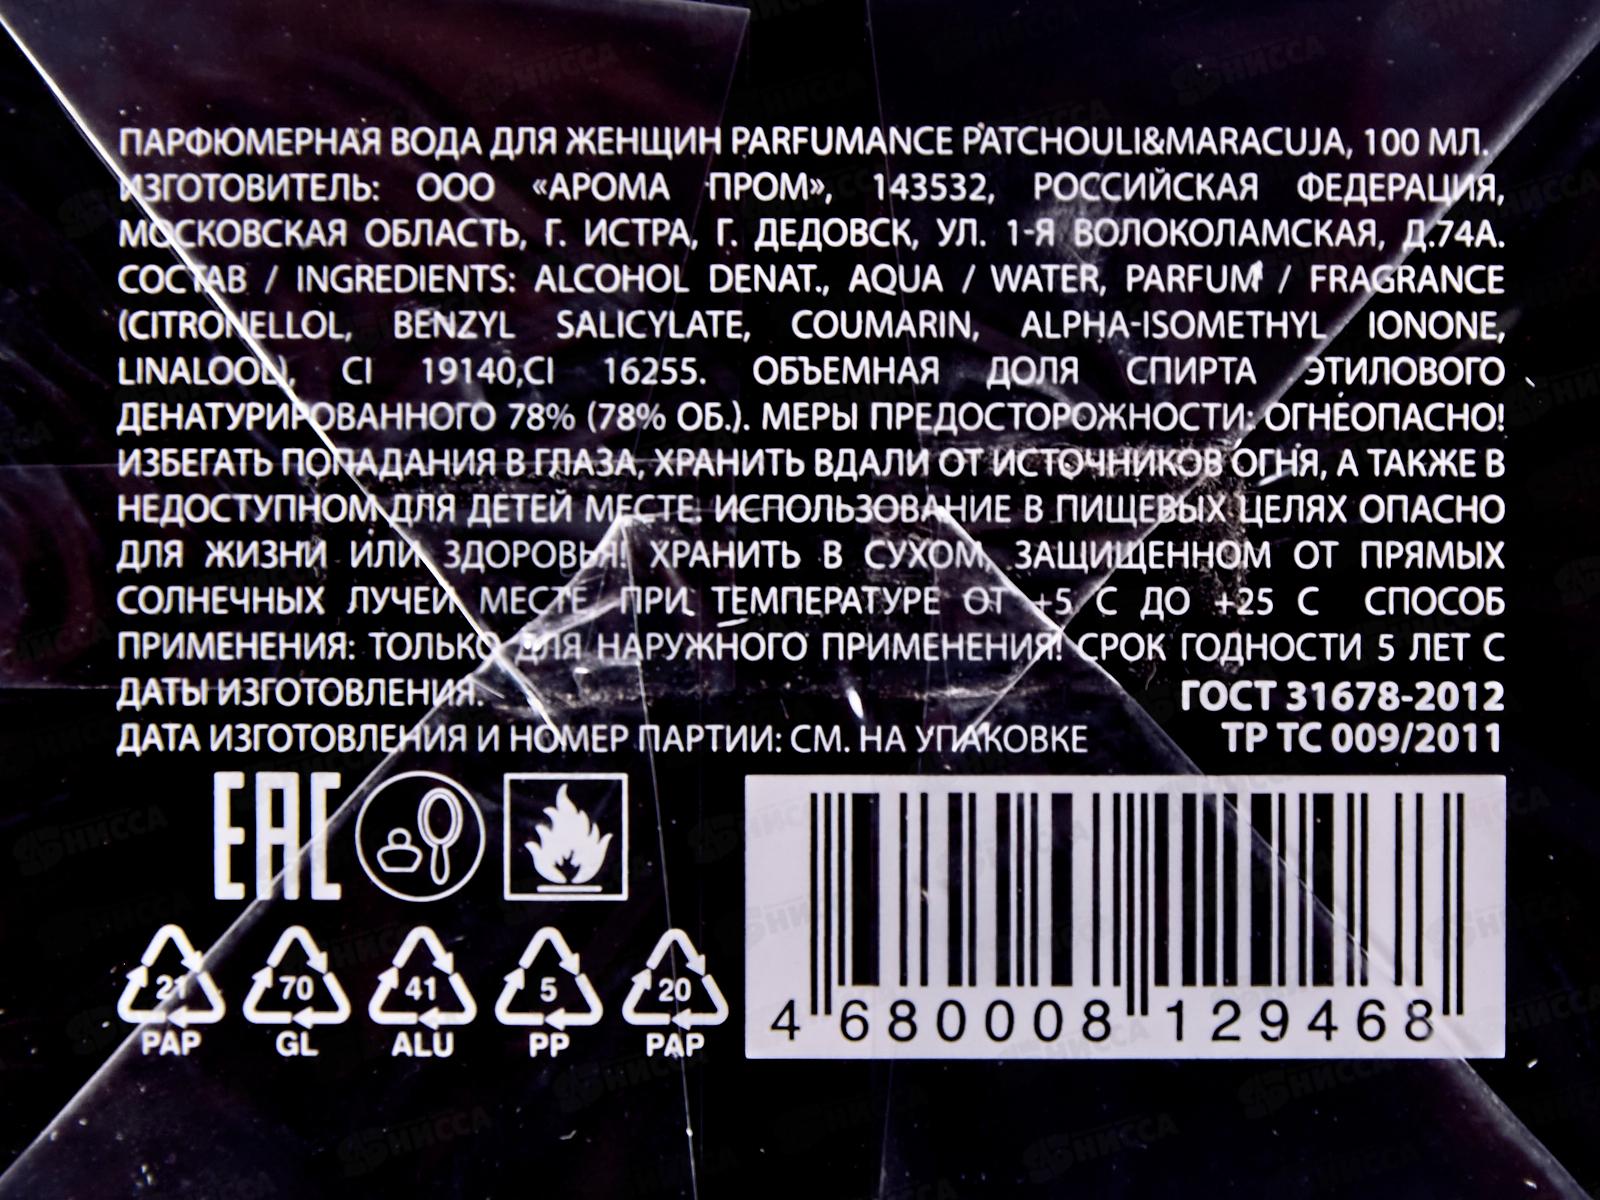 ПАРФЮМЕРНАЯ ВОДА ДЛЯ ЖЕНЩИН PARFUMANCE PATCHOULI&MARACUJA, 100 МЛ.
ИЗГОТОВИТЕЛЬ: ООО «АРОМА ПРОМ», 143532, РОССИЙСКАЯ ФЕДЕРАЦИЯ,
МОСКОВСКАЯ ОБЛАСТЬ, Г. ИСТРА, Г. ДЕДОВСК, УЛ. 1-Я ВОЛОКОЛАМСКАЯ, Д.74А.
СОСТАВ / INGREDIENTS: ALCOHOL DENAT., AQUA / WATER, PARFUM / FRAGRANCE
(CITRONELLOL, BENZYL SALICYLATE, COUMARIN, ALPHA-ISOMETHYL IONONE,
LINALOOL), CI 19140,CI 16255. ОБЪЕМНАЯ ДОЛЯ СПИРТА ЭТИЛОВОГО
ДЕНАТУРИРОВАННОГО 78% (78% ОБ.). МЕРЫ ПРЕДОСТОРОЖНОСТИ: ОГНЕОПАСНО!
ИЗБЕГАТЬ ПОПАДАНИЯ В ГЛАЗА, ХРАНИТЬ ВДАЛИ ОТ ИСТОЧНИКОВ ОГНЯ, А ТАКЖЕ В
НЕДОСТУПНОМ ДЛЯ ДЕТЕЙ МЕСТЕ. ИСПОЛЬЗОВАНИЕ В ПИЩЕВЫХ ЦЕЛЯХ ОПАСНО
ДЛЯ ЖИЗНИ ИЛИ ЗДОРОВЬЯ! ХРАНИТЬ В СУХОМ, ЗАЩИЩЕННОМ ОТ ПРЯМЫХ
СОЛНЕЧНЫХ ЛУЧЕЙ МЕСТЕ, ПРИ ТЕМПЕРАТУРЕ ОТ +5 С ДО +25 С СПОСОБ
ПРИМЕНЕНИЯ: ТОЛЬКО ДЛЯ НАРУЖНОГО ПРИМЕНЕНИЯ! СРОК ГОДНОСТИ 5 ЛЕТ С
ДАТЫ ИЗГОТОВЛЕНИЯ. ГОСТ 31678-2012
ДАТА ИЗГОТОВЛЕНИЯ И НОМЕР ПАРТИИ: СМ. НА УПАКОВКЕ ТР ТС 009/2011
EAC
21 70 41 5 20
PAP GL ALU PP PAP
4 680008 129468